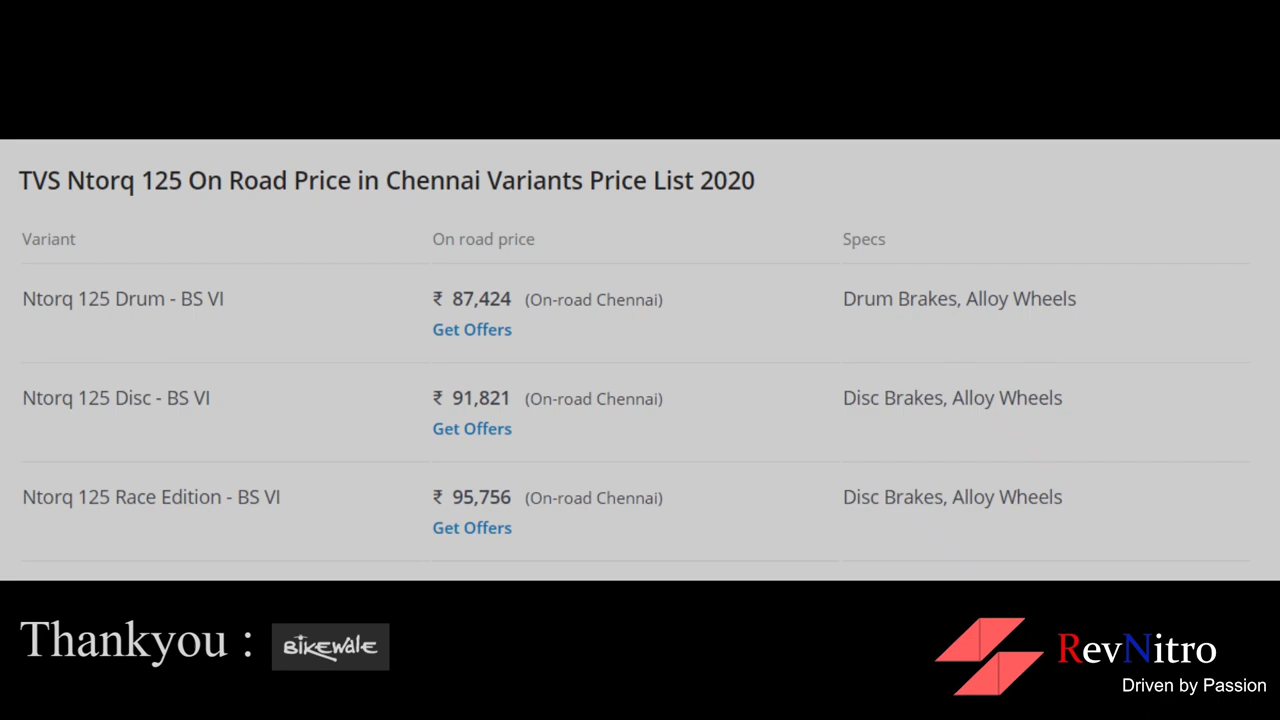 TVS Ntorq 125 On Road Price in Chennai Variants Price List 2020
Variant On road price Specs
Ntorq 125 Drum - BS VI ₹ 87,424 (On-road Chennai) Drum Brakes, Alloy Wheels
Get Offers
Ntorq 125 Disc - BS VI ₹ 91,821 (On-road Chennai) Disc Brakes, Alloy Wheels
Get Offers
Ntorq 125 Race Edition - BS VI ₹ 95,756 (On-road Chennai) Disc Brakes, Alloy Wheels
Get Offers
Thankyou : BikeWale RevNitro
Driven by Passion